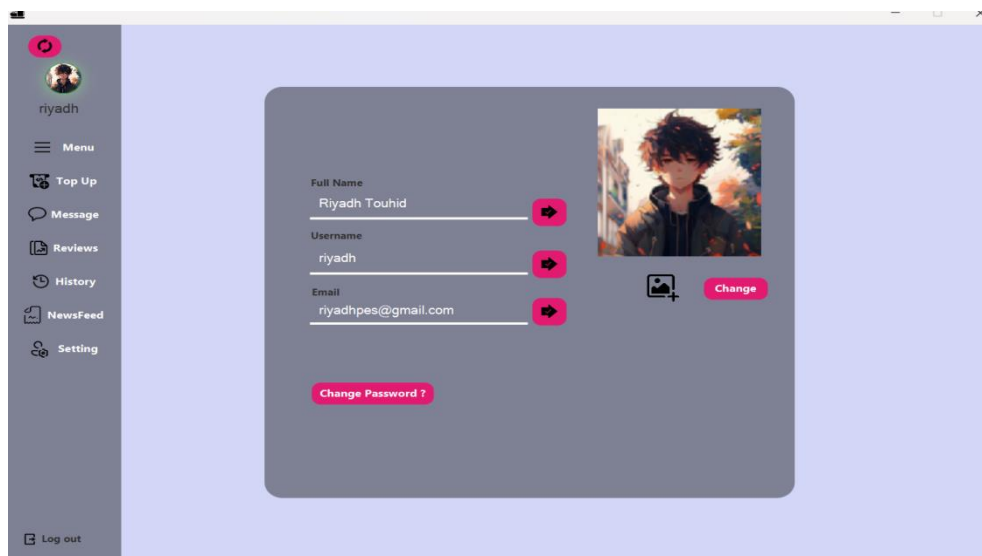 riyadh
Menu
Top Up
Message
Reviews
History
NewsFeed
Setting
Log out
Full Name
Riyadh Touhid
Username
riyadh
Email
riyadhpes@gmail.com
Change Password ?
Change